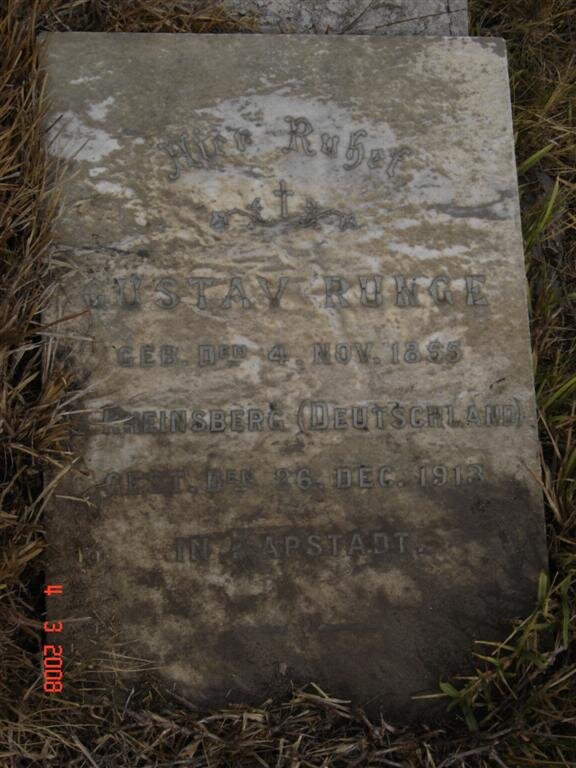 Hier Ruhet
GUSTAV RUNGE
GEB. DEN 4. NOV. 1855
RHEINSBERG (DEUTSCHLAND)
GEST. DEN 26. DEC. 1913
IN KAPSTADT.
4 3 2008